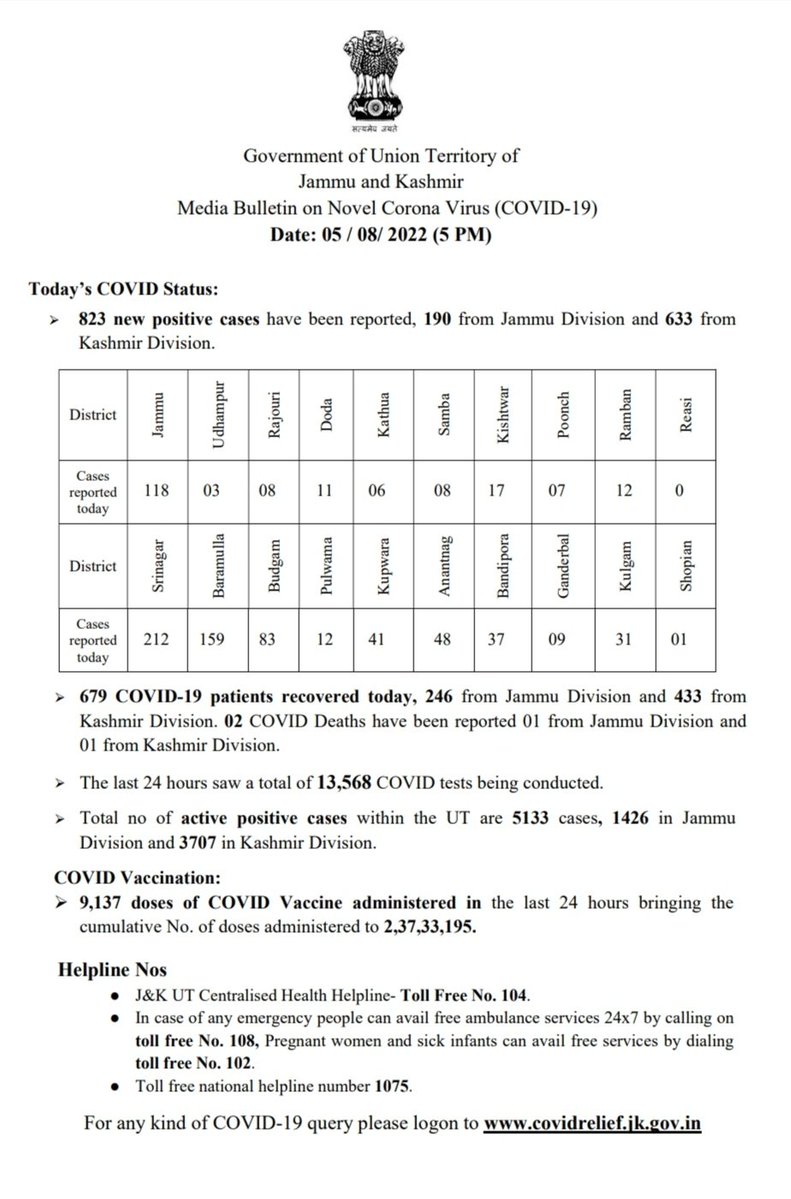 सत्यमेव जयते
Government of Union Territory of
Jammu and Kashmir
Media Bulletin on Novel Corona Virus (COVID-19)
Date: 05 / 08/ 2022 (5 PM)
Today’s COVID Status:
➢ 823 new positive cases have been reported, 190 from Jammu Division and 633 from
Kashmir Division.
District Jammu Udhampur Rajouri Doda Kathua Samba Kishtwar Poonch Ramban Reasi
Cases
reported
today 118 03 08 11 06 08 17 07 12 0
District Srinagar Baramulla Budgam Pulwama Kupwara Anantnag Bandipora Ganderbal Kulgam Shopian
Cases
reported
today 212 159 83 12 41 48 37 09 31 01
➢ 679 COVID-19 patients recovered today, 246 from Jammu Division and 433 from
Kashmir Division. 02 COVID Deaths have been reported 01 from Jammu Division and
01 from Kashmir Division.
➢ The last 24 hours saw a total of 13,568 COVID tests being conducted.
➢ Total no of active positive cases within the UT are 5133 cases, 1426 in Jammu
Division and 3707 in Kashmir Division.
COVID Vaccination:
➢ 9,137 doses of COVID Vaccine administered in the last 24 hours bringing the
cumulative No. of doses administered to 2,37,33,195.
Helpline Nos
● J&K UT Centralised Health Helpline- Toll Free No. 104.
● In case of any emergency people can avail free ambulance services 24x7 by calling on
toll free No. 108, Pregnant women and sick infants can avail free services by dialing
toll free No. 102.
● Toll free national helpline number 1075.
For any kind of COVID-19 query please logon to www.covidrelief.jk.gov.in